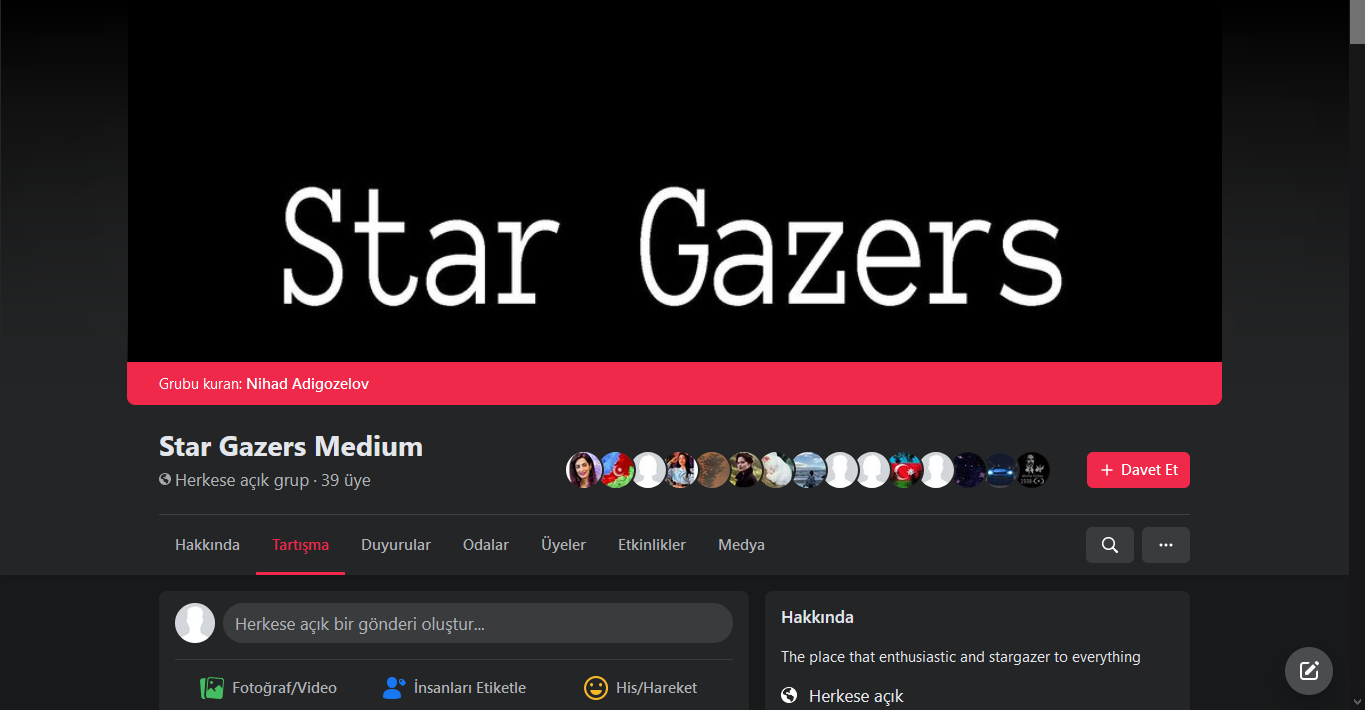 Star Gazers
Grubu kuran: Nihad Adigozelov
Star Gazers Medium
Herkese açık grup · 39 üye
+ Davet Et
Hakkında Tartışma Duyurular Odalar Üyeler Etkinlikler Medya
Herkese açık bir gönderi oluştur...
Fotoğraf/Video İnsanları Etiketle His/Hareket
Hakkında
The place that enthusiastic and stargazer to everything
Herkese açık